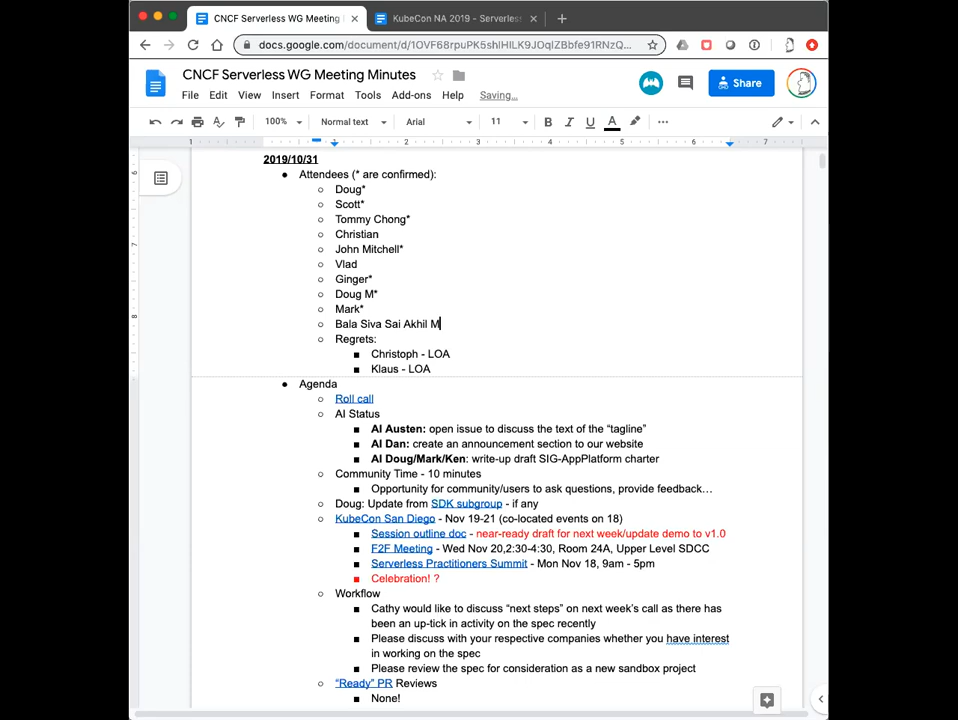 CNCF Serverless WG Meeting
KubeCon NA 2019 - Serverless
docs.google.com/document/d/1OVF68rpuPK5shIHILK9JOqIZBbfe91RNzQ...
CNCF Serverless WG Meeting Minutes
File Edit View Insert Format Tools Add-ons Help Saving...
Share
100% Normal text Arial 11 B I U A
1 1 2 3 4 5 6 7
2019/10/31
Attendees (* are confirmed):
Doug*
Scott*
Tommy Chong*
Christian
John Mitchell*
Vlad
Ginger*
Doug M*
Mark*
Bala Siva Sai Akhil M
Regrets:
Christoph - LOA
Klaus - LOA
Agenda
Roll call
AI Status
AI Austen: open issue to discuss the text of the “tagline”
AI Dan: create an announcement section to our website
AI Doug/Mark/Ken: write-up draft SIG-AppPlatform charter
Community Time - 10 minutes
Opportunity for community/users to ask questions, provide feedback…
Doug: Update from SDK subgroup - if any
KubeCon San Diego - Nov 19-21 (co-located events on 18)
Session outline doc - near-ready draft for next week/update demo to v1.0
F2F Meeting - Wed Nov 20,2:30-4:30, Room 24A, Upper Level SDCC
Serverless Practitioners Summit - Mon Nov 18, 9am - 5pm
Celebration! ?
Workflow
Cathy would like to discuss “next steps” on next week’s call as there has
been an up-tick in activity on the spec recently
Please discuss with your respective companies whether you have interest
in working on the spec
Please review the spec for consideration as a new sandbox project
“Ready” PR Reviews
None!